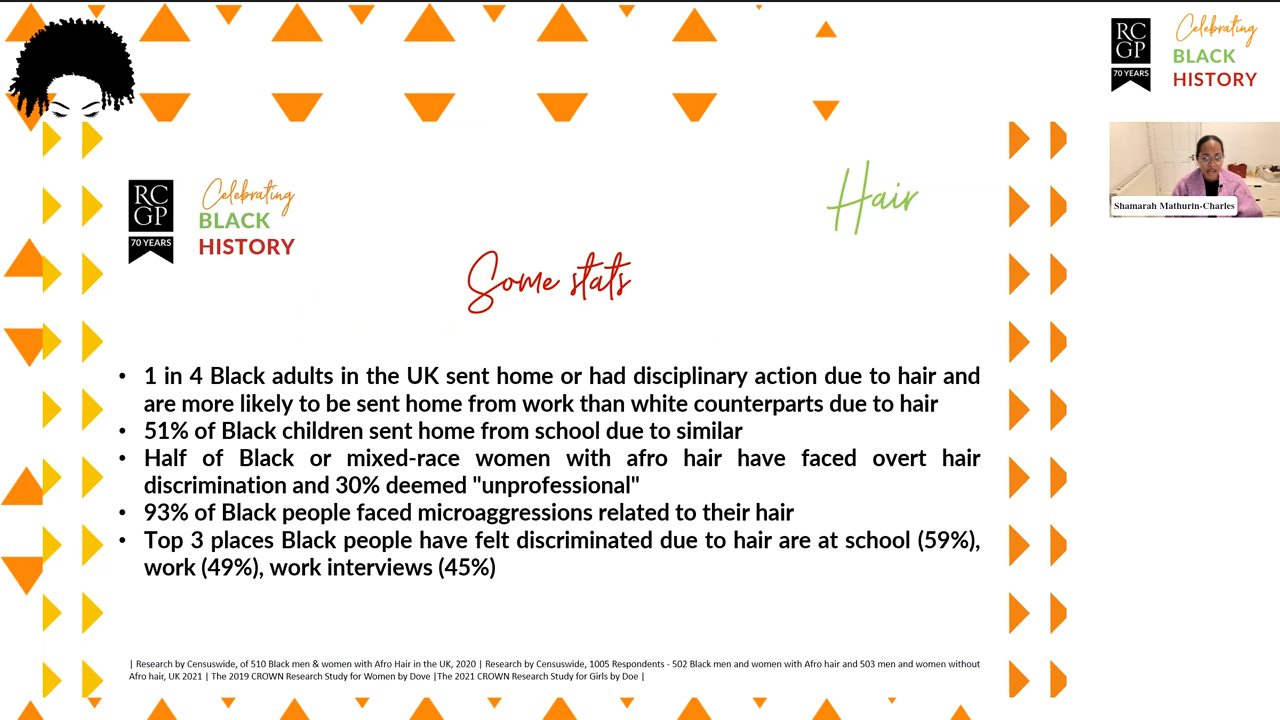 RC
GP
70 YEARS
Celebrating
BLACK
HISTORY
Shamarah Mathurin-Charles
RC
GP
70 YEARS
Celebrating
BLACK
HISTORY
Hair
Some stats
• 1 in 4 Black adults in the UK sent home or had disciplinary action due to hair and
are more likely to be sent home from work than white counterparts due to hair
• 51% of Black children sent home from school due to similar
• Half of Black or mixed-race women with afro hair have faced overt hair
discrimination and 30% deemed "unprofessional"
• 93% of Black people faced microaggressions related to their hair
• Top 3 places Black people have felt discriminated due to hair are at school (59%),
work (49%), work interviews (45%)
| Research by Censuswide, of 510 Black men & women with Afro Hair in the UK, 2020 | Research by Censuswide, 1005 Respondents - 502 Black men and women with Afro hair and 503 men and women without
Afro hair, UK 2021 | The 2019 CROWN Research Study for Women by Dove |The 2021 CROWN Research Study for Girls by Doe |